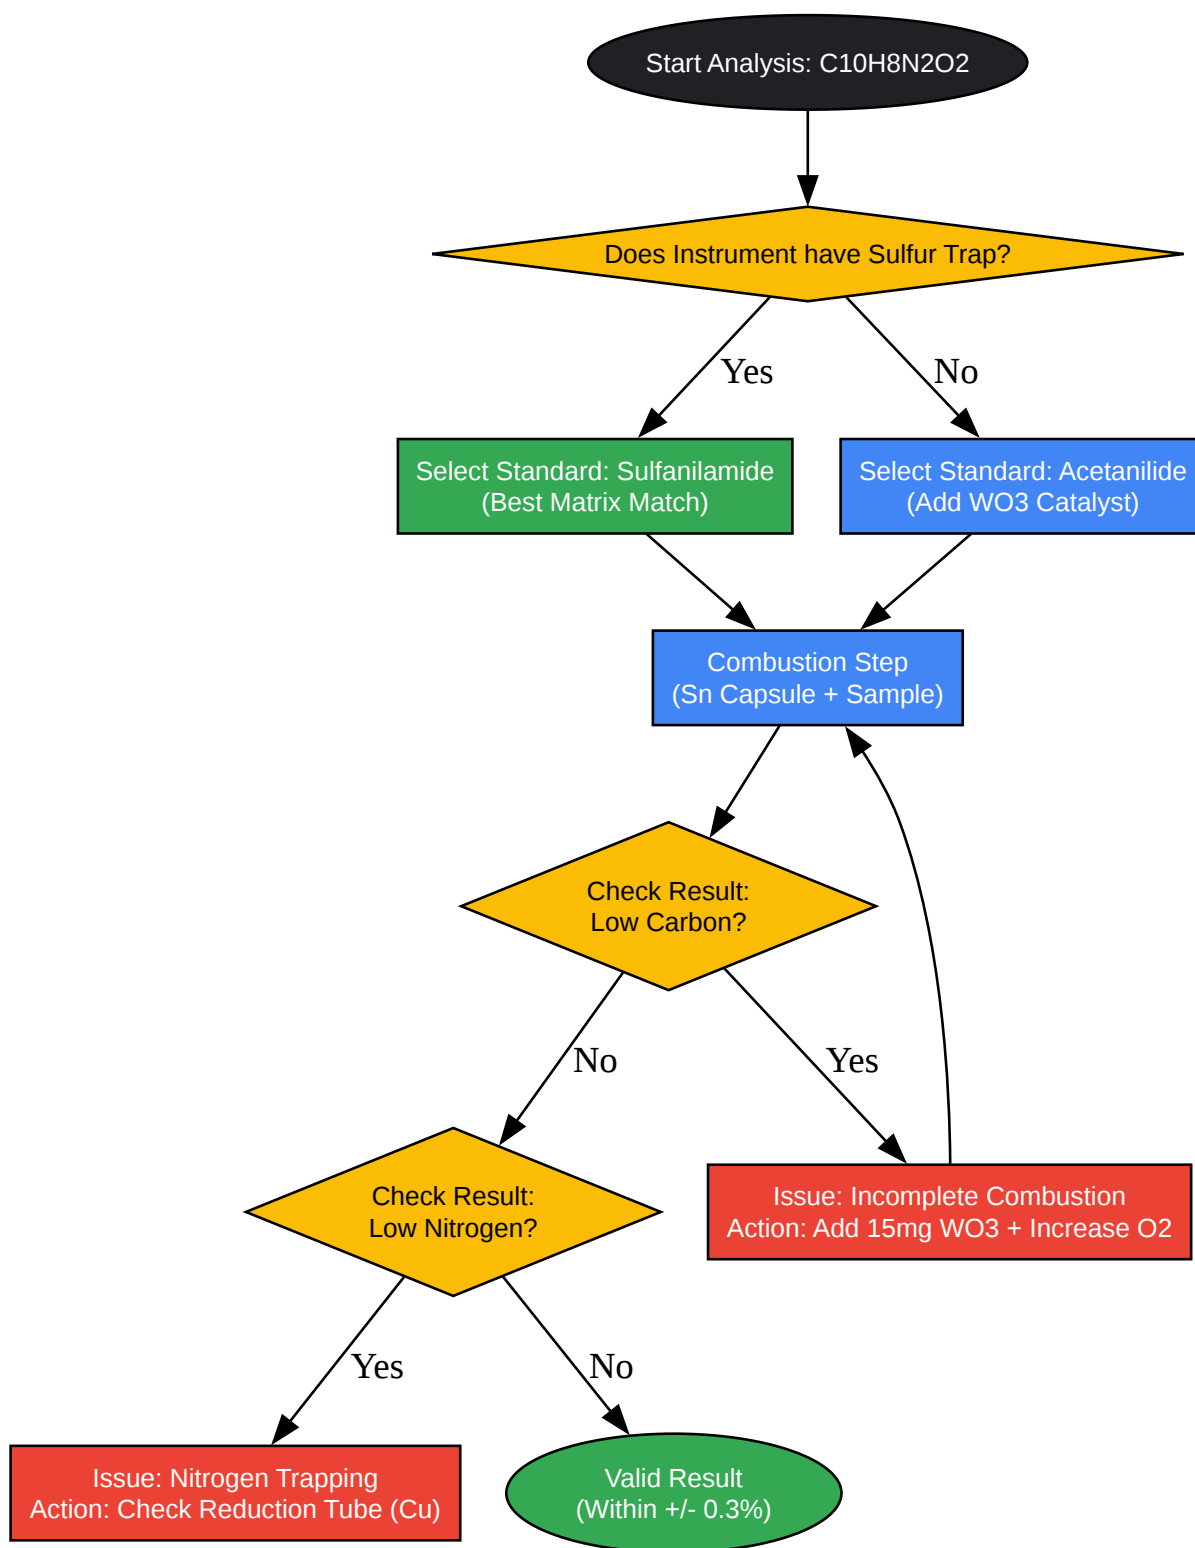 Start Analysis: C10H8N2O2
Does Instrument have Sulfur Trap?
Yes
No
Select Standard: Sulfanilamide
(Best Matrix Match)
Select Standard: Acetanilide
(Add WO3 Catalyst)
Combustion Step
(Sn Capsule + Sample)
Check Result:
Low Carbon?
No
Yes
Check Result:
Low Nitrogen?
Issue: Incomplete Combustion
Action: Add 15mg WO3 + Increase O2
Yes
No
Issue: Nitrogen Trapping
Action: Check Reduction Tube (Cu)
Valid Result
(Within +/- 0.3%)